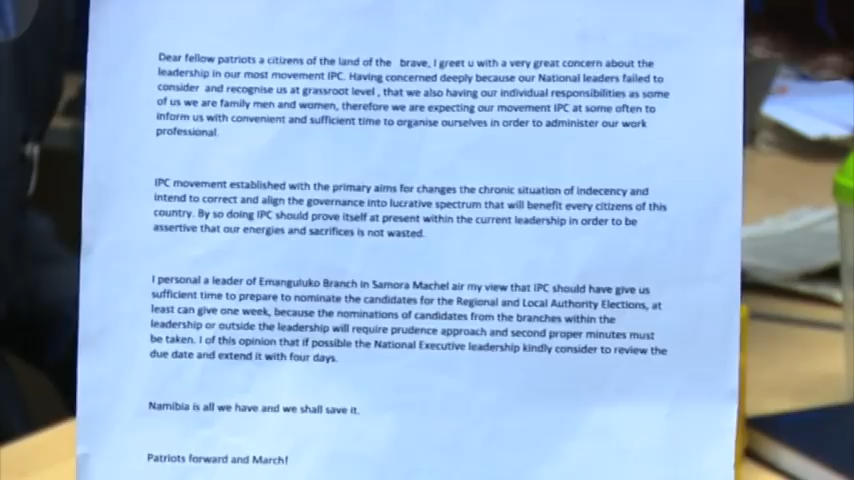 Dear fellow patriots a citizens of the land of the brave, I greet u with a very great concern about the
leadership in our most movement IPC. Having concerned deeply because our National leaders failed to
consider and recognise us at grassroot level , that we also having our individual responsibilities as some
of us we are family men and women, therefore we are expecting our movement IPC at some often to
inform us with convenient and sufficient time to organise ourselves in order to administer our work
professional.
IPC movement established with the primary aims for changes the chronic situation of indecency and
intend to correct and align the governance into lucrative spectrum that will benefit every citizens of this
country. By so doing IPC should prove itself at present within the current leadership in order to be
assertive that our energies and sacrifices is not wasted.
I personal a leader of Emanguluko Branch in Samora Machel air my view that IPC should have give us
sufficient time to prepare to nominate the candidates for the Regional and Local Authority Elections, at
least can give one week, because the nominations of candidates from the branches within the
leadership or outside the leadership will require prudence approach and second proper minutes must
be taken. I of this opinion that if possible the National Executive leadership kindly consider to review the
due date and extend it with four days.
Namibia is all we have and we shall save it.
Patriots forward and March!